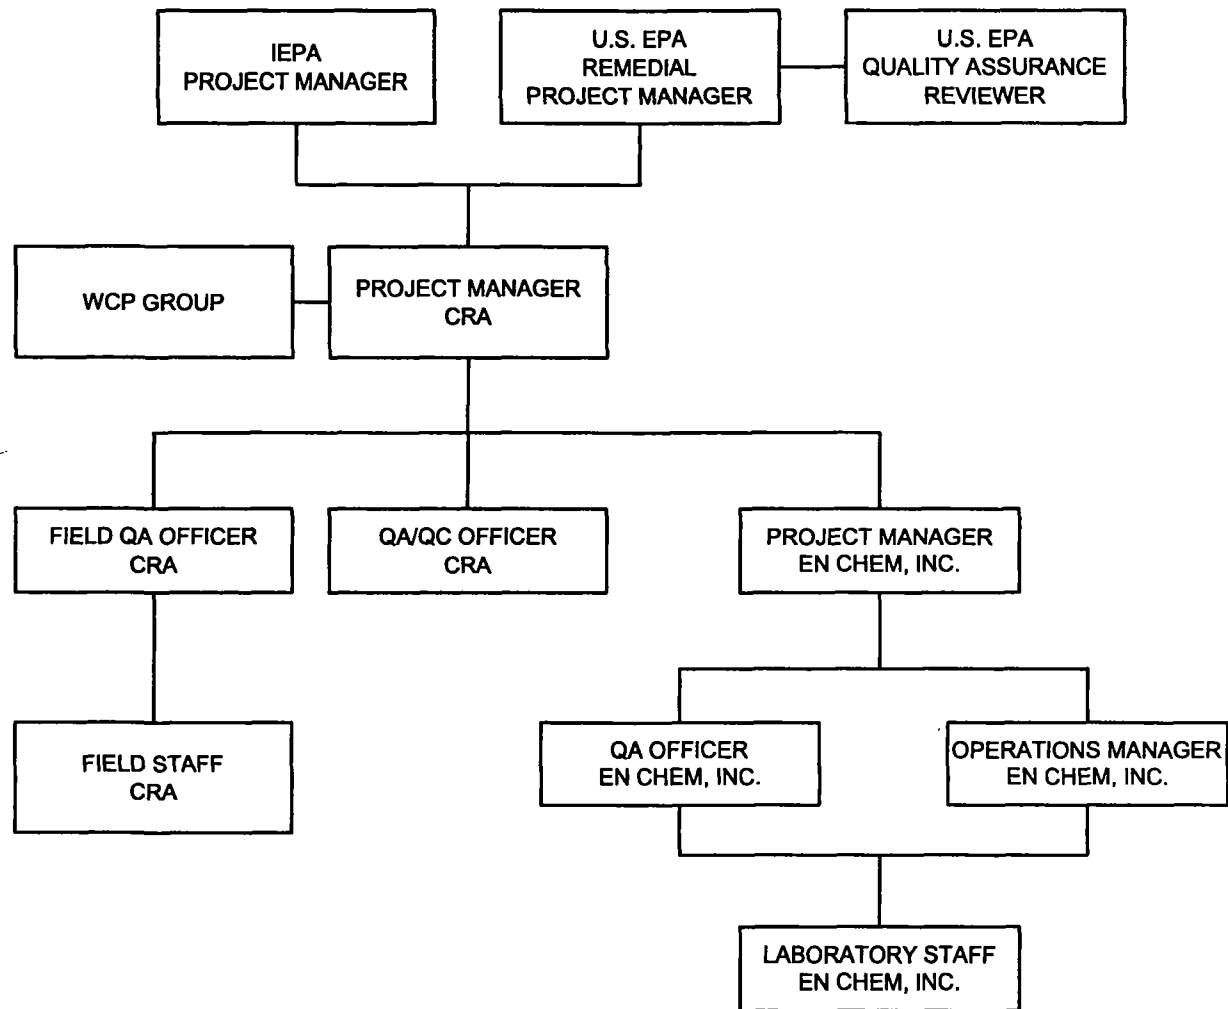 IEPA
PROJECT MANAGER
U.S. EPA
REMEDIAL
PROJECT MANAGER
U.S. EPA
QUALITY ASSURANCE
REVIEWER
WCP GROUP
PROJECT MANAGER
CRA
FIELD QA OFFICER
CRA
QA/QC OFFICER
CRA
PROJECT MANAGER
EN CHEM, INC.
FIELD STAFF
CRA
QA OFFICER
EN CHEM, INC.
OPERATIONS MANAGER
EN CHEM, INC.
LABORATORY STAFF
EN CHEM, INC.